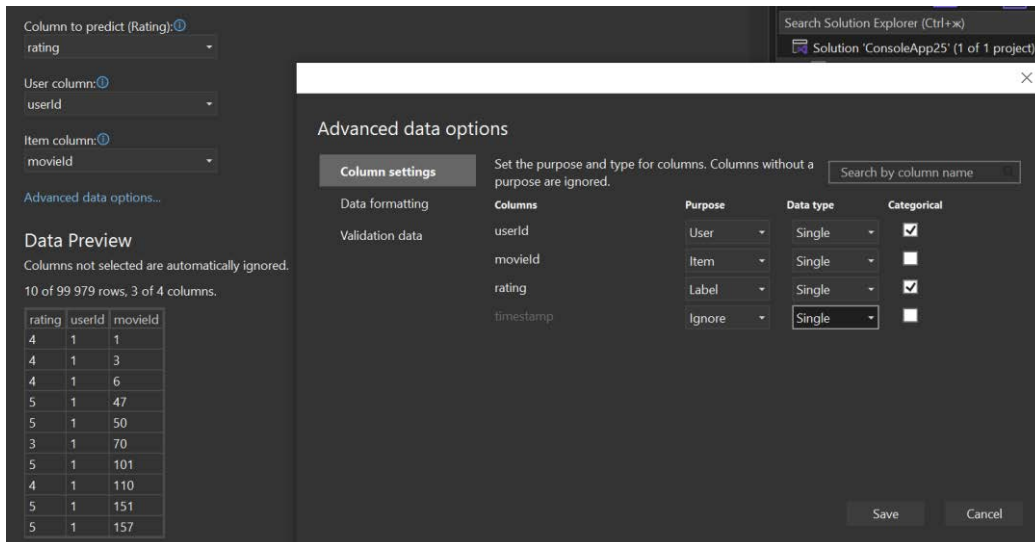 Column to predict (Rating):
rating
User column:
userId
Item column:
movieId
Advanced data options...
Data Preview
Columns not selected are automatically ignored.
10 of 99 979 rows, 3 of 4 columns.
rating userId movieId
4 1 1
4 1 3
4 1 6
5 1 47
5 1 50
3 1 70
5 1 101
4 1 110
5 1 151
5 1 157
Search Solution Explorer (Ctrl+ж)
Solution 'ConsoleApp25' (1 of 1 project)
Advanced data options
Column settings
Data formatting
Validation data
Set the purpose and type for columns. Columns without a
purpose are ignored.
Search by column name
Columns Purpose Data type Categorical
userId User Single
movieId Item Single
rating Label Single
timestamp Ignore Single
Save Cancel